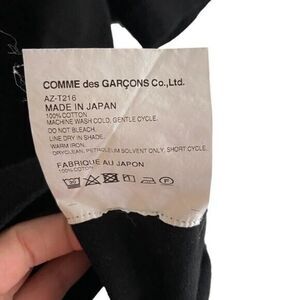 COMME des GARÇONS Co., Ltd.
AZ-T216
MADE IN JAPAN
100% COTTON
MACHINE WASH COLD, GENTLE CYCLE.
DO NOT BLEACH.
LINE DRY IN SHADE.
WARM IRON.
DRYCLEAN, PETROLEUM SOLVENT ONLY, SHORT CYCLE.
FABRIQUÉ AU JAPON
100% COTON